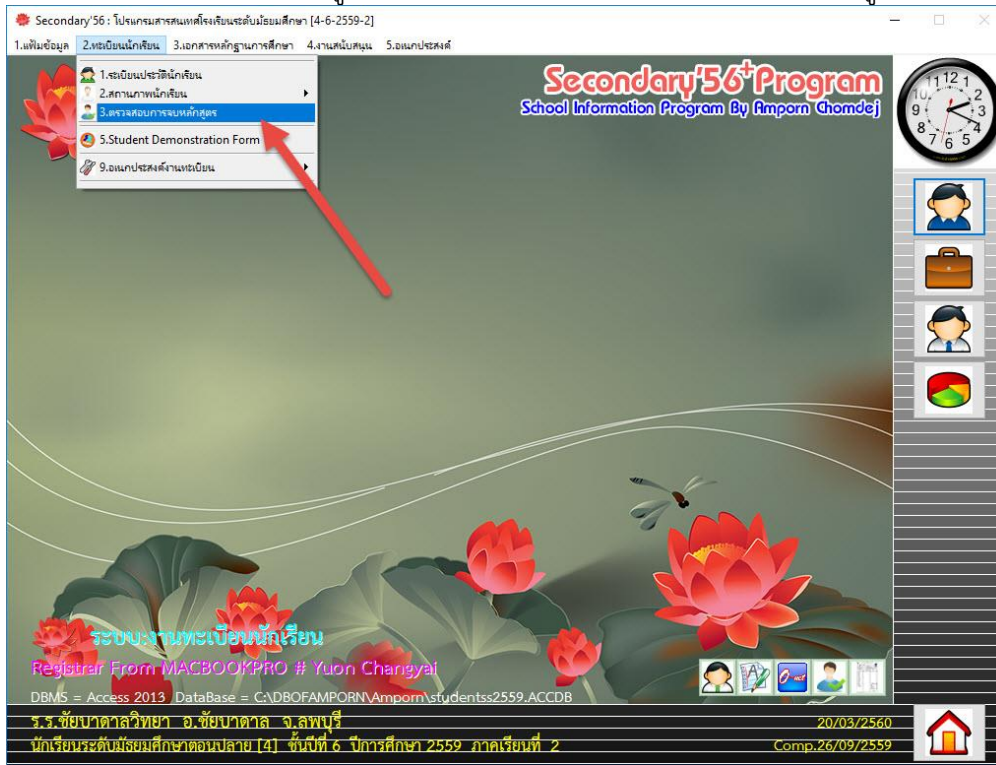 Secondary'56 : โปรแกรมสารสนเทศโรงเรียนระดับมัธยมศึกษา [4-6-2559-2]
1.แฟ้มข้อมูล 2.ทะเบียนนักเรียน 3.เอกสารหลักฐานการศึกษา 4.งานสนับสนุน 5.อเนกประสงค์
1.ระเบียนประวัตินักเรียน
2.สถานภาพนักเรียน
3.ตรวจสอบการจบหลักสูตร
5.Student Demonstration Form
9.อเนกประสงค์งานทะเบียน
Secondary'56+Program
School Information Program By Amporn Chomdej
11 12 1
10 2
9 3
8 4
7 6 5
ระบบ:งานทะเบียนนักเรียน
Registrar From MACBOOKPRO # Yuon Changyai
DBMS = Access 2013 DataBase = C:\DBOFAMPORN\Amporn\studentss2559.ACCDB
ร.ร.ชัยบาดาลวิทยา อ.ชัยบาดาล จ.ลพบุรี 20/03/2560
นักเรียนระดับมัธยมศึกษาตอนปลาย [4] ชั้นปีที่ 6 ปีการศึกษา 2559 ภาคเรียนที่ 2 Comp.26/09/2559